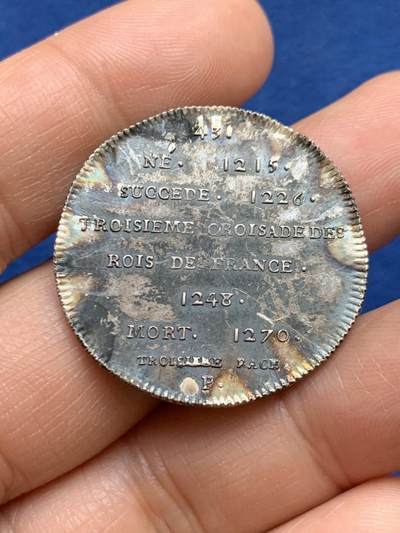 43.
NÉ. 1215.
SUCCEDE. 1226.
TROISIEME CROISADE DES
ROIS DE FRANCE.
1248.
MORT. 1270.
TROISIEME RACE.
F.